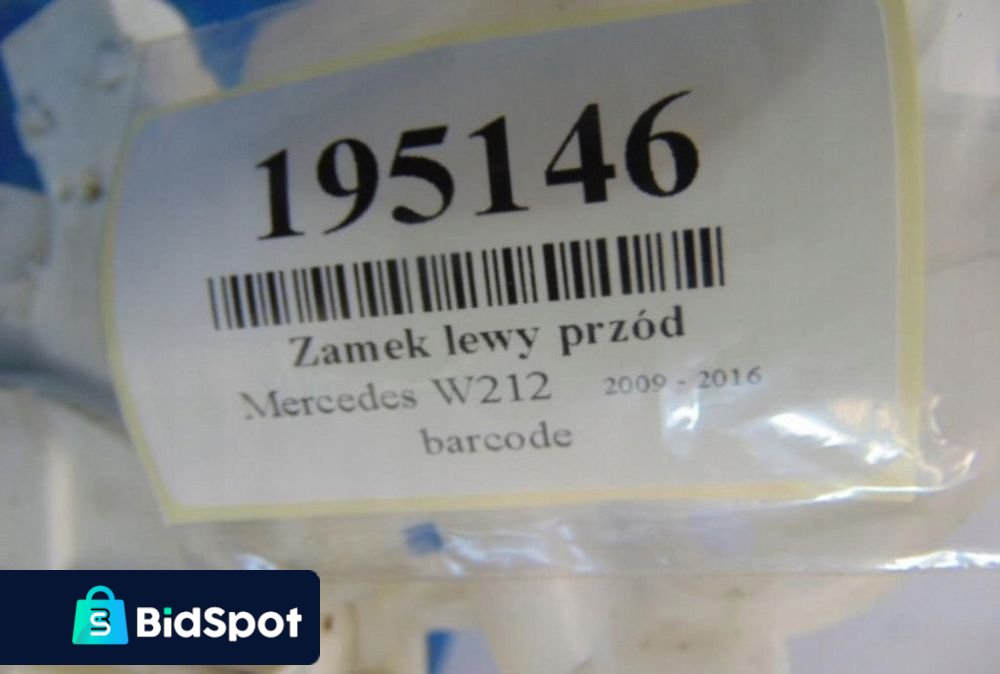 195146
Zamek lewy przód
Mercedes W212 2009 - 2016
barcode
BidSpot